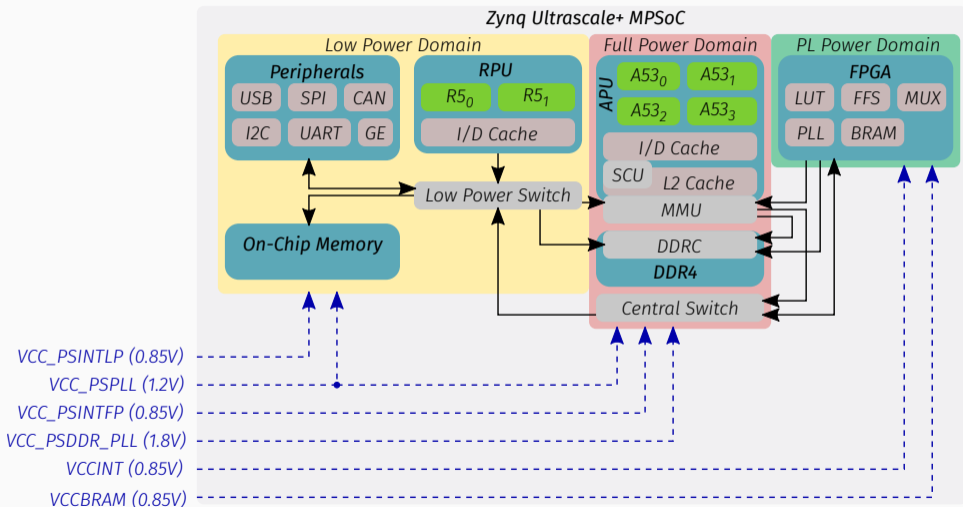 Zynq Ultrascale+ MPSoC
Low Power Domain
Full Power Domain
PL Power Domain
Peripherals
USB
SPI
CAN
I2C
UART
GE
RPU
R5₀
R5₁
I/D Cache
APU
A53₀
A53₁
A53₂
A53₃
I/D Cache
SCU
L2 Cache
MMU
FPGA
LUT
FFS
MUX
PLL
BRAM
Low Power Switch
On-Chip Memory
DDRC
DDR4
Central Switch
VCC_PSINTLP (0.85V)
VCC_PSPLL (1.2V)
VCC_PSINTFP (0.85V)
VCC_PSDDR_PLL (1.8V)
VCCINT (0.85V)
VCCBRAM (0.85V)